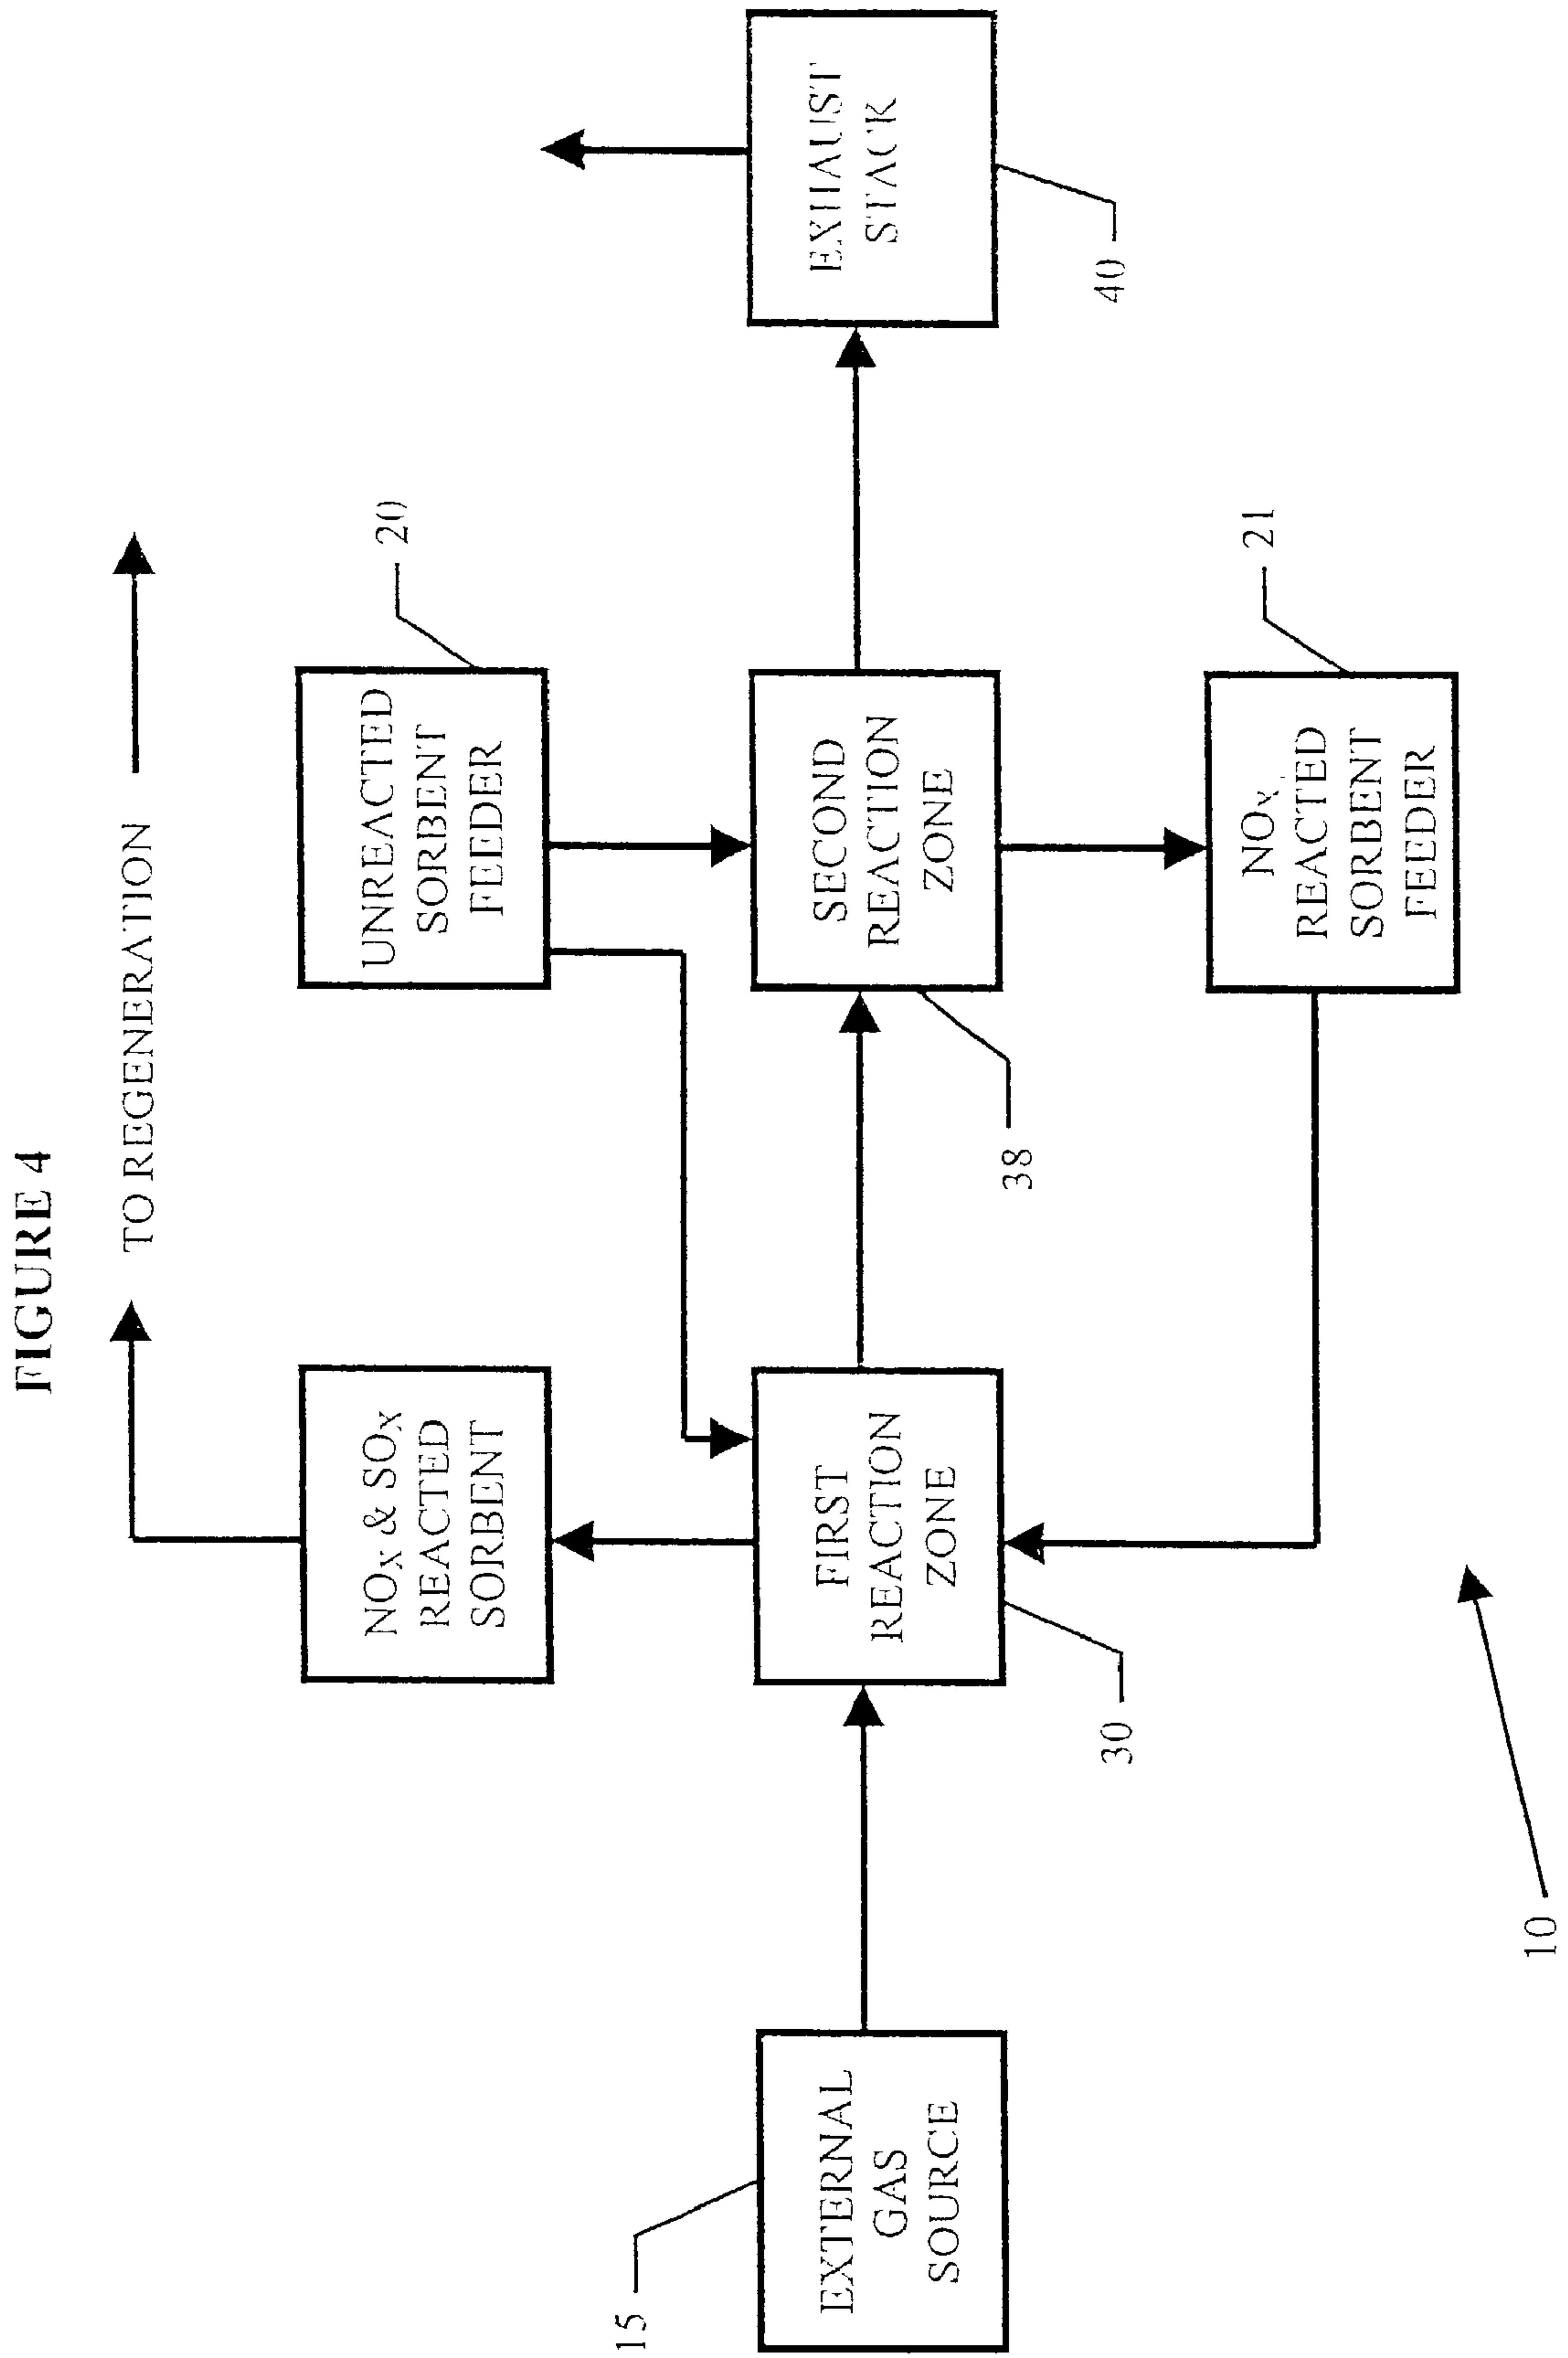 FIGURE 4
TO REGENERATION
NOX & SOX
REACTED
SORBENT
UNREACTED
SORBENT
FEEDER
20
15
EXTERNAL
GAS
SOURCE
FIRST
REACTION
ZONE
30
SECOND
REACTION
ZONE
38
EXHAUST
STACK
40
NOX
REACTED
SORBENT
FEEDER
21
10